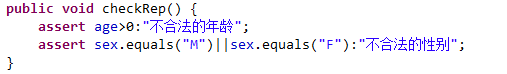 public void checkRep() {
    assert age>0:"不合法的年龄";
    assert sex.equals("M")||sex.equals("F"):"不合法的性别";
}